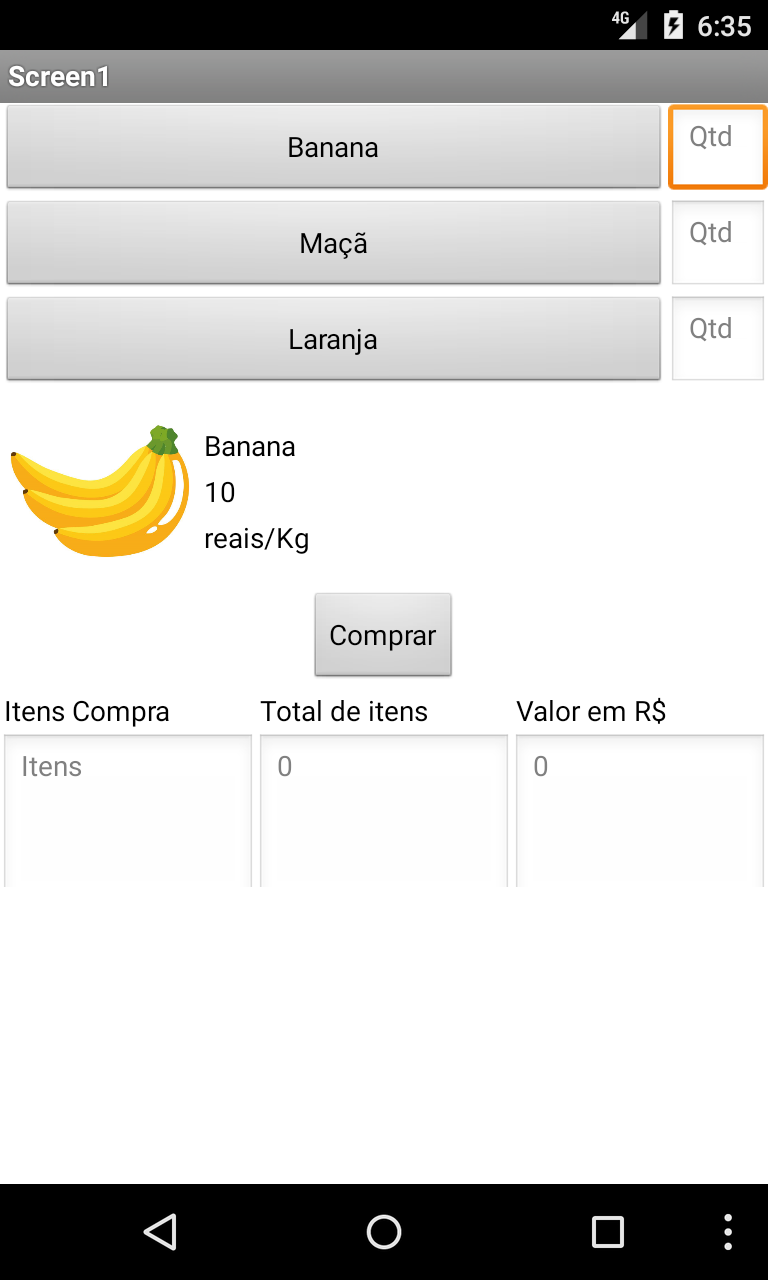 4G 6:35
Screen1
Banana Qtd
Maçã Qtd
Laranja Qtd
Banana
10
reais/Kg
Comprar
Itens Compra Total de itens Valor em R$
Itens 0 0